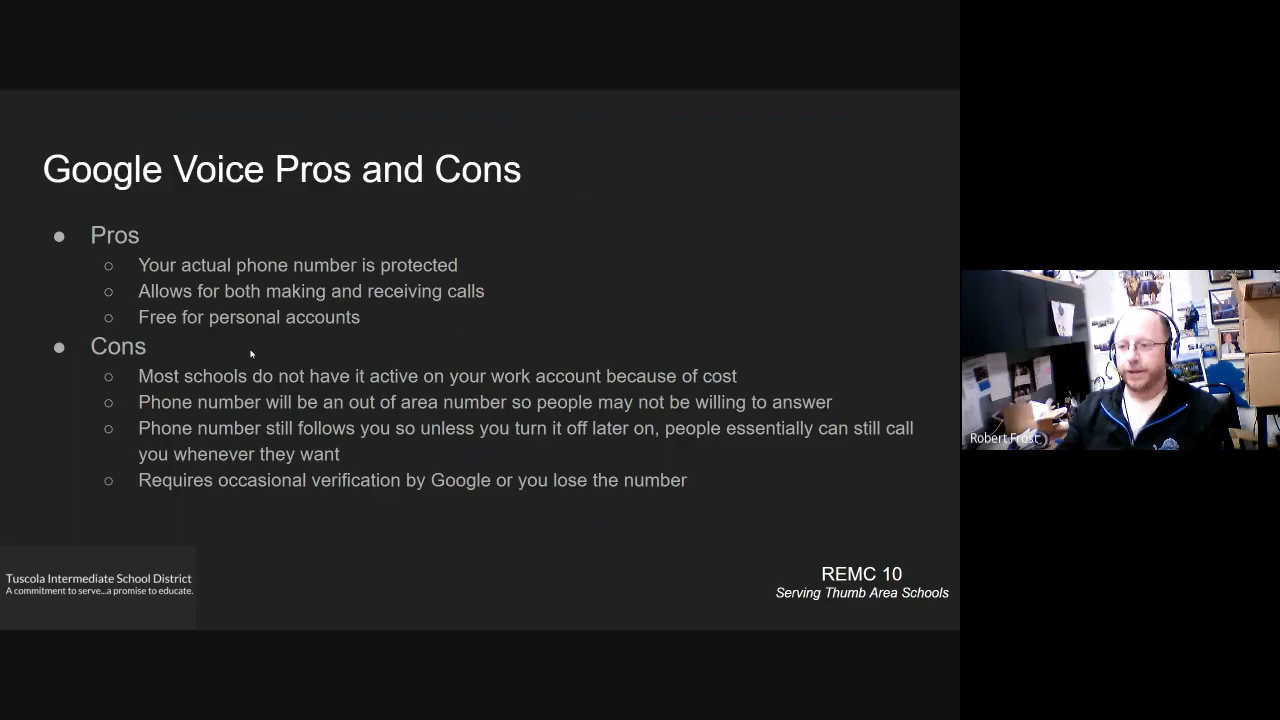 Google Voice Pros and Cons
● Pros
○ Your actual phone number is protected
○ Allows for both making and receiving calls
○ Free for personal accounts
● Cons
○ Most schools do not have it active on your work account because of cost
○ Phone number will be an out of area number so people may not be willing to answer
○ Phone number still follows you so unless you turn it off later on, people essentially can still call
you whenever they want
○ Requires occasional verification by Google or you lose the number
Tuscola Intermediate School District
A commitment to serve...a promise to educate.
REMC 10
Serving Thumb Area Schools
Robert Frost